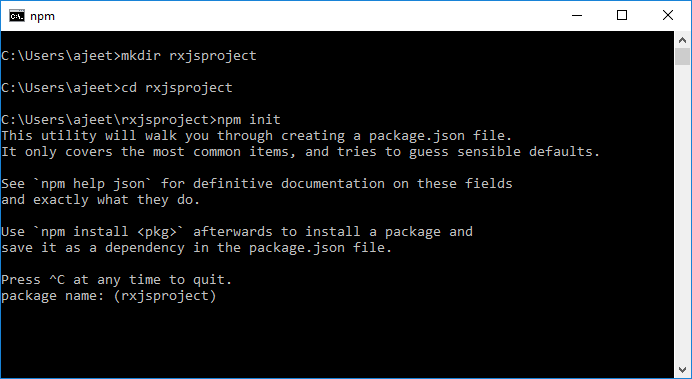 npm
C:\Users\ajeet>mkdir rxjsproject
C:\Users\ajeet>cd rxjsproject
C:\Users\ajeet\rxjsproject>npm init
This utility will walk you through creating a package.json file.
It only covers the most common items, and tries to guess sensible defaults.
See `npm help json` for definitive documentation on these fields
and exactly what they do.
Use `npm install <pkg>` afterwards to install a package and
save it as a dependency in the package.json file.
Press ^C at any time to quit.
package name: (rxjsproject)